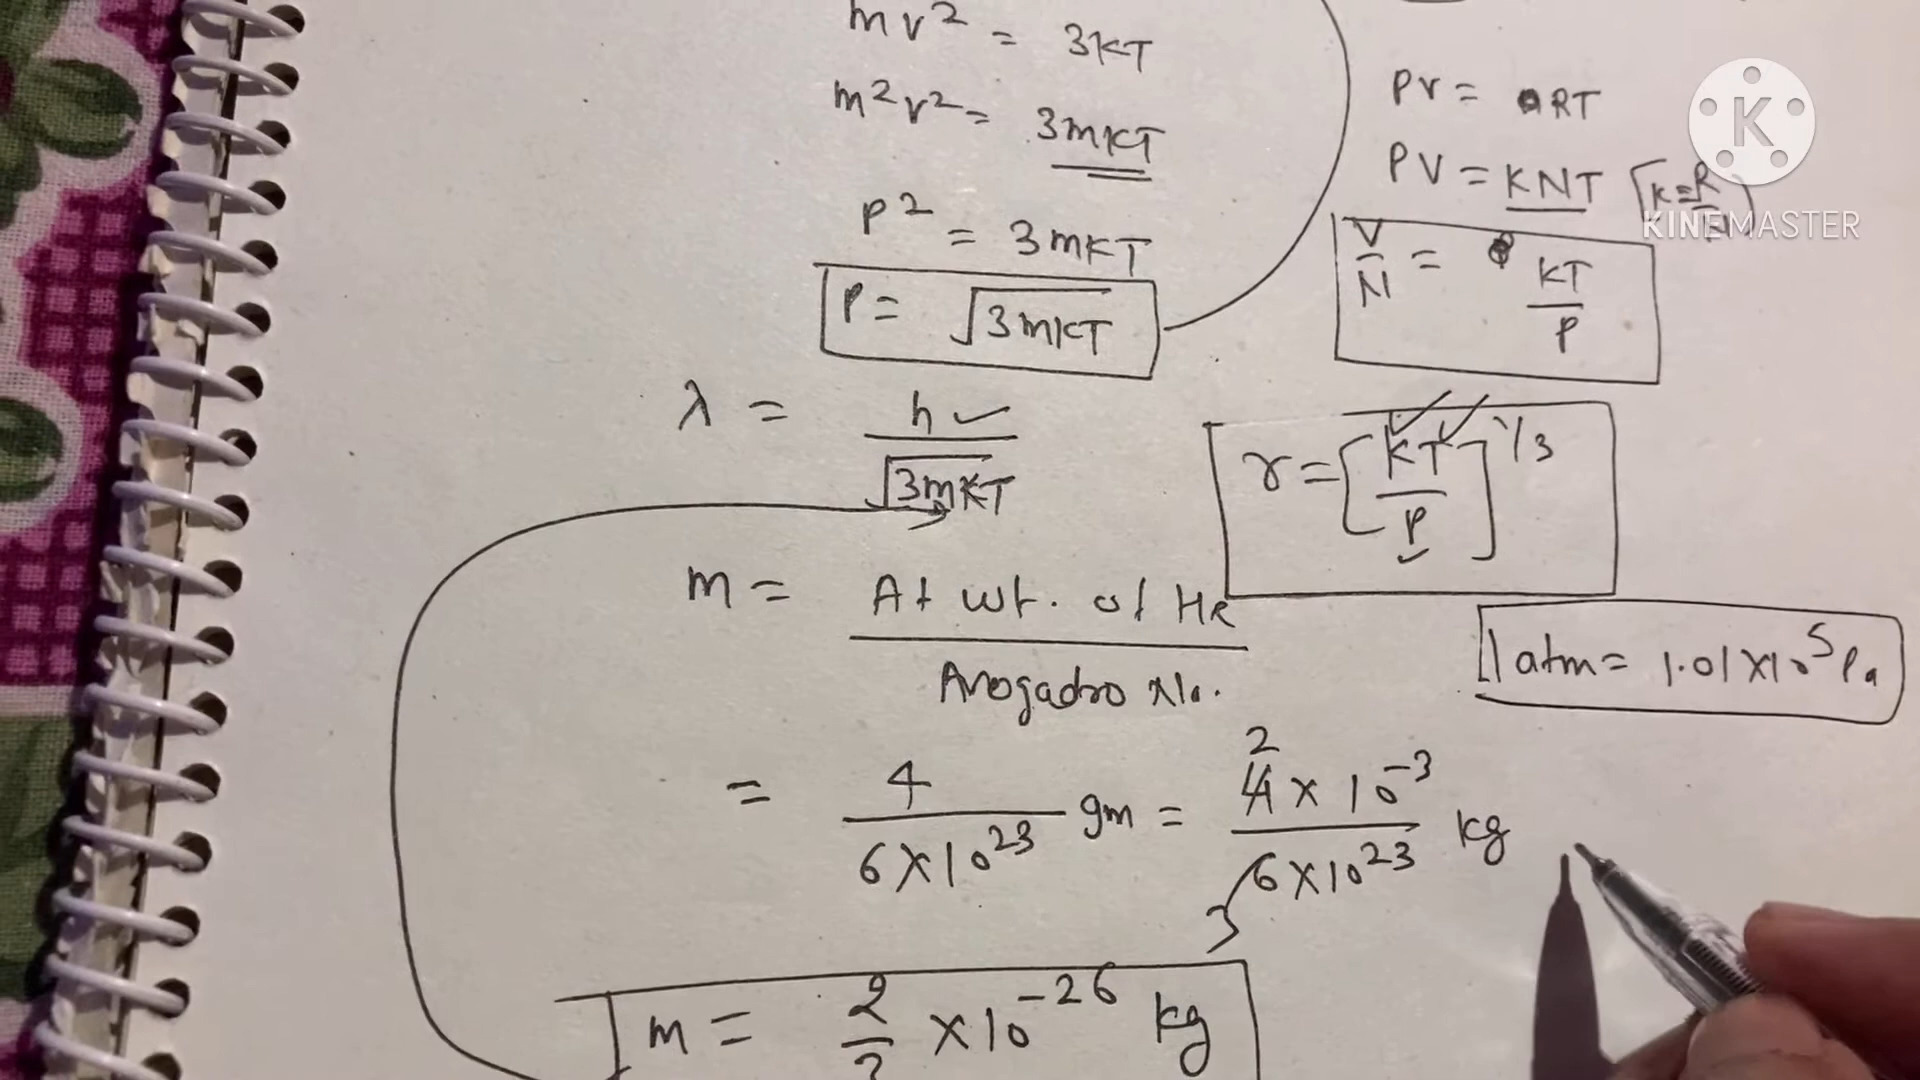 mv² = 3KT
m²v² = 3mKT
p² = 3mKT
P = √3mKT
PV = RT
PV = KNT [K = R
V/N = KT/P
λ = h/√3mKT
r = [KT/P]^1/3
m = At wt. of He / Avogadro No.
1 atm = 1.01 × 10⁵ Pa
= 4/6×10²³ gm = 2 4×10⁻³/6×10²³ kg
3
m = 2/3 × 10⁻²⁶ kg
K
KINEMASTER